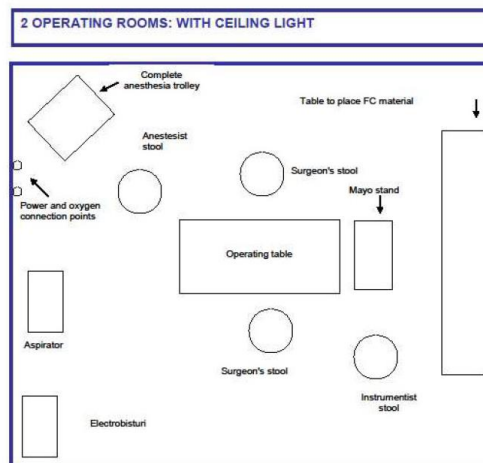 2 OPERATING ROOMS: WITH CEILING LIGHT
Complete
anesthesia trolley
Table to place FC material
Anestesist
stool
Surgeon's stool
Mayo stand
Power and oxygen
connection points
Operating table
Aspirator
Surgeon's stool
Instrumentist
stool
Electrobisturi